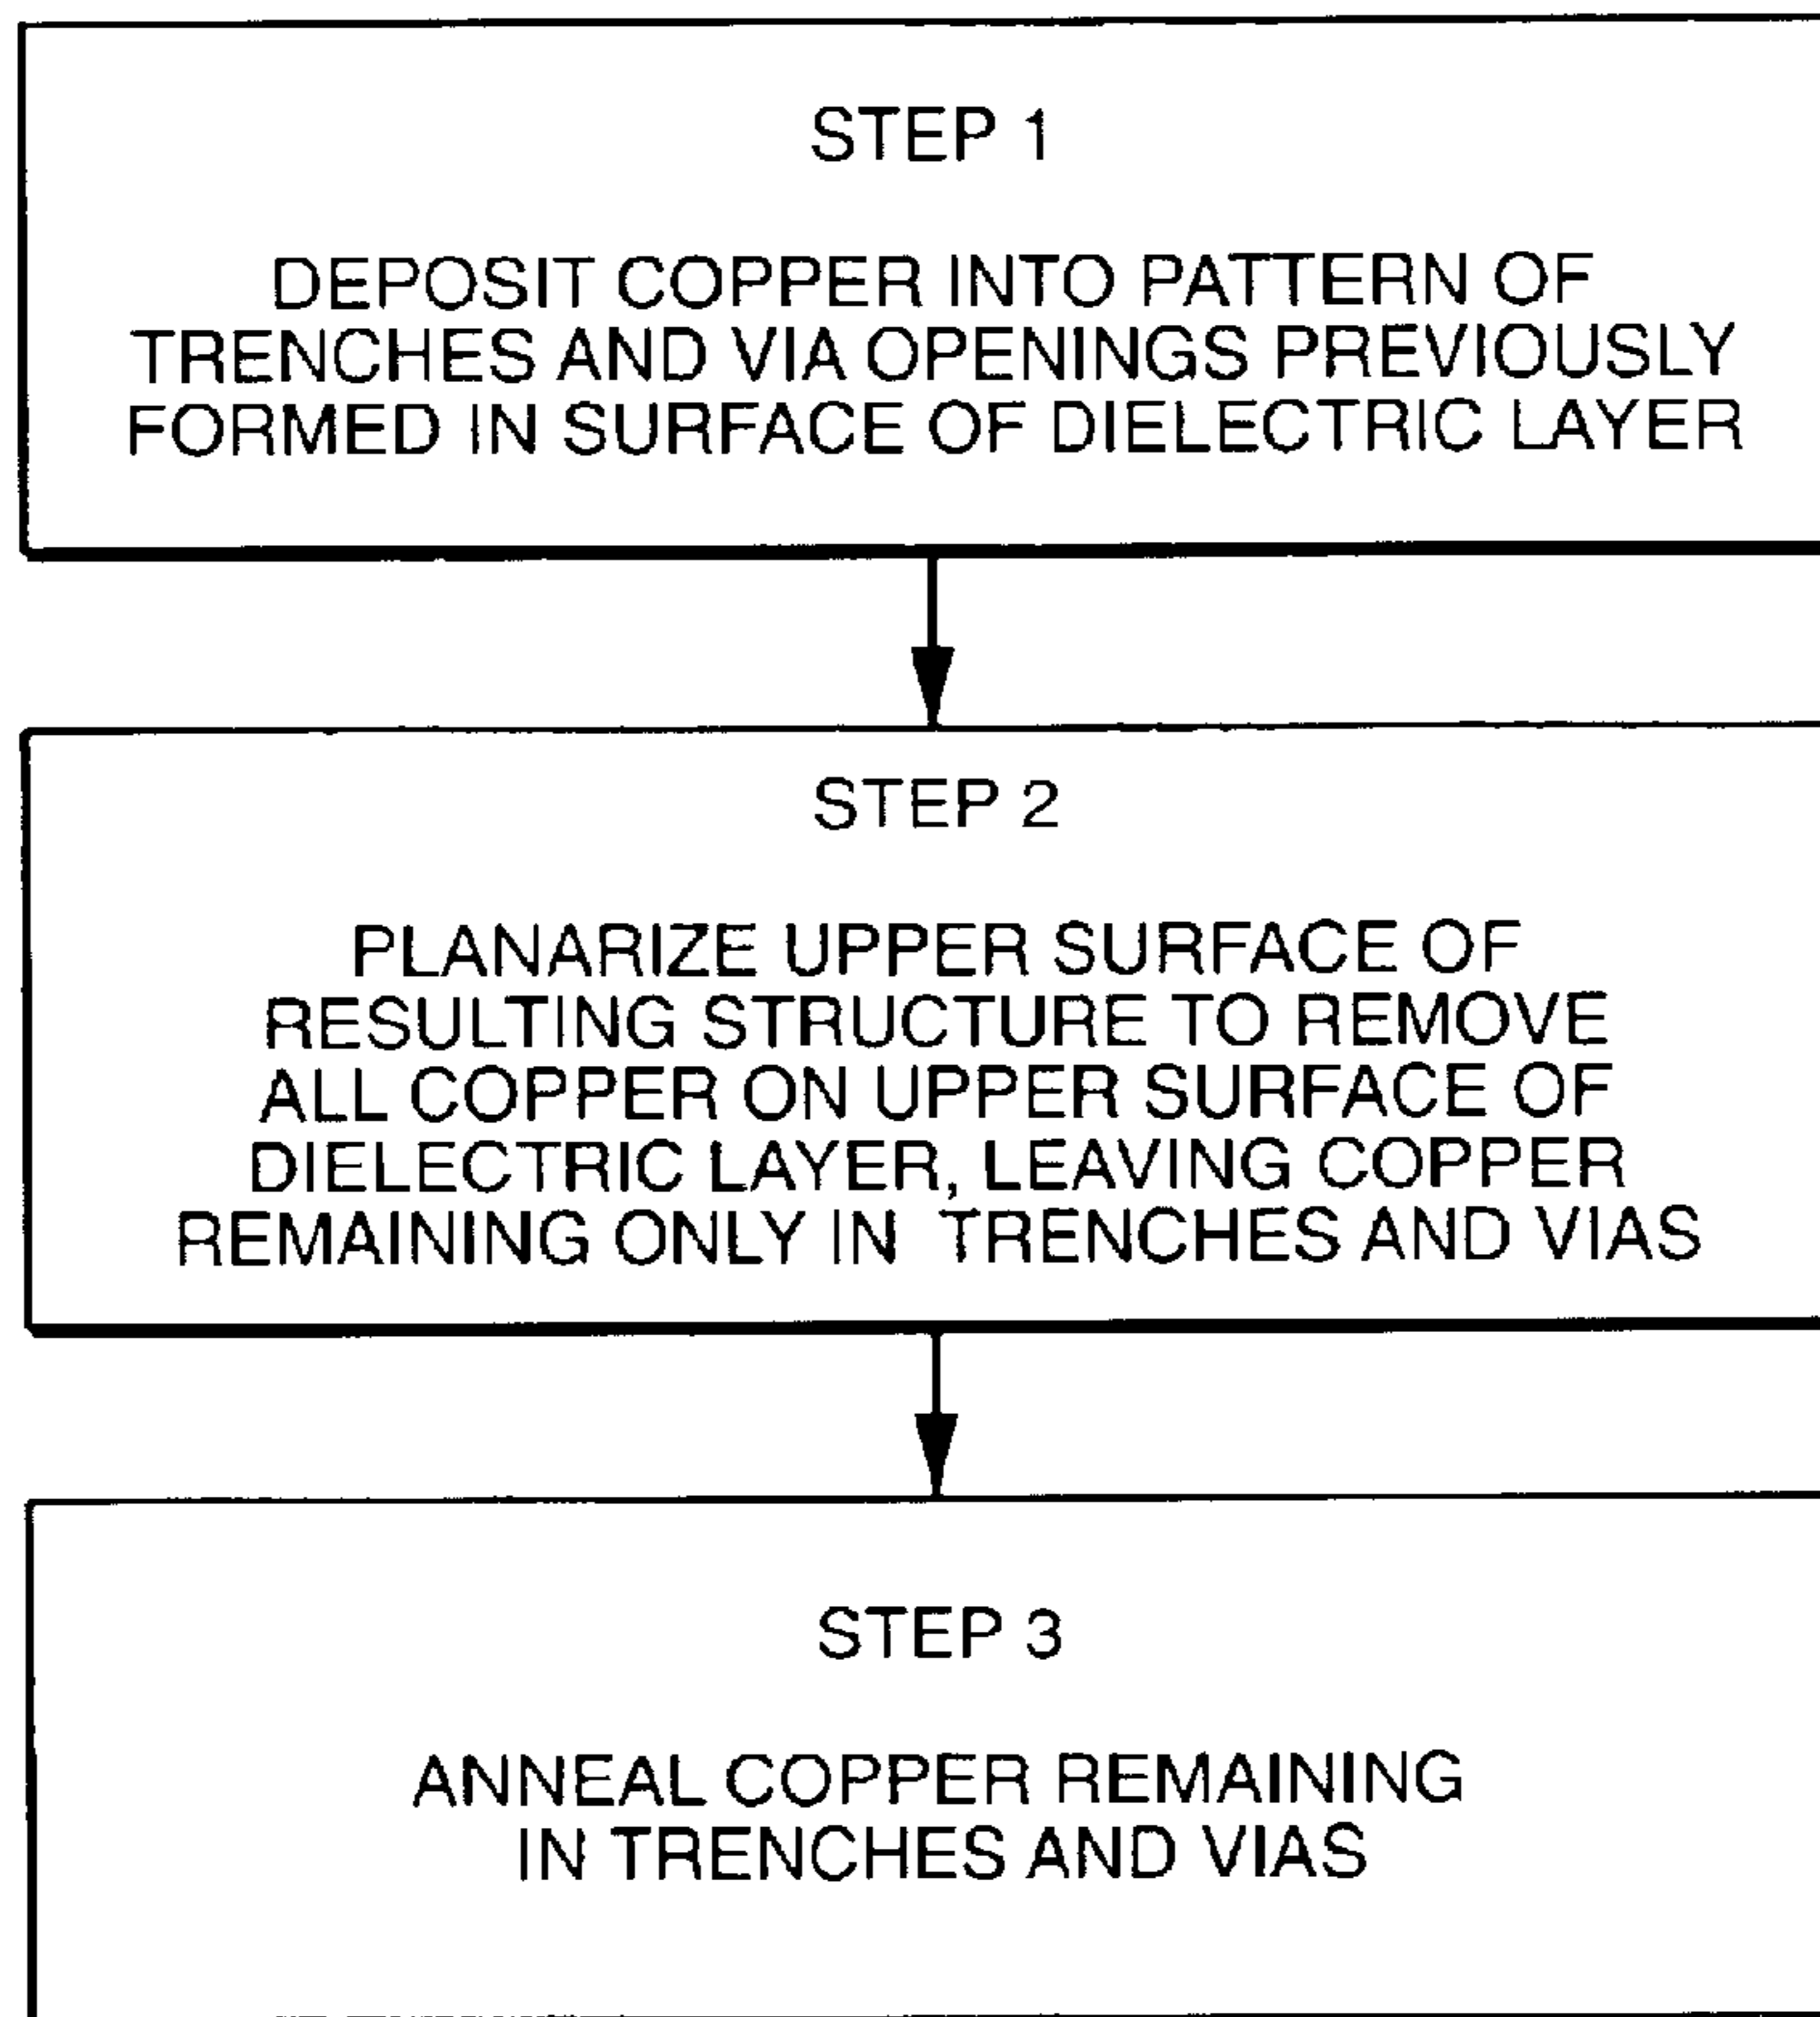 STEP 1
DEPOSIT COPPER INTO PATTERN OF
TRENCHES AND VIA OPENINGS PREVIOUSLY
FORMED IN SURFACE OF DIELECTRIC LAYER
STEP 2
PLANARIZE UPPER SURFACE OF
RESULTING STRUCTURE TO REMOVE
ALL COPPER ON UPPER SURFACE OF
DIELECTRIC LAYER, LEAVING COPPER
REMAINING ONLY IN TRENCHES AND VIAS
STEP 3
ANNEAL COPPER REMAINING
IN TRENCHES AND VIAS